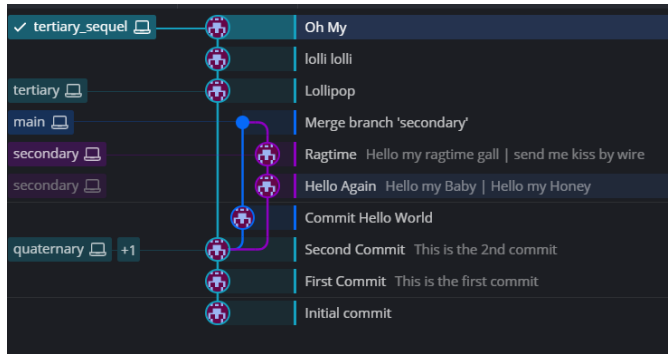 tertiary_sequel Oh My
lolli lolli
tertiary Lollipop
main Merge branch 'secondary'
secondary Ragtime Hello my ragtime gall | send me kiss by wire
secondary Hello Again Hello my Baby | Hello my Honey
Commit Hello World
quaternary +1 Second Commit This is the 2nd commit
First Commit This is the first commit
Initial commit